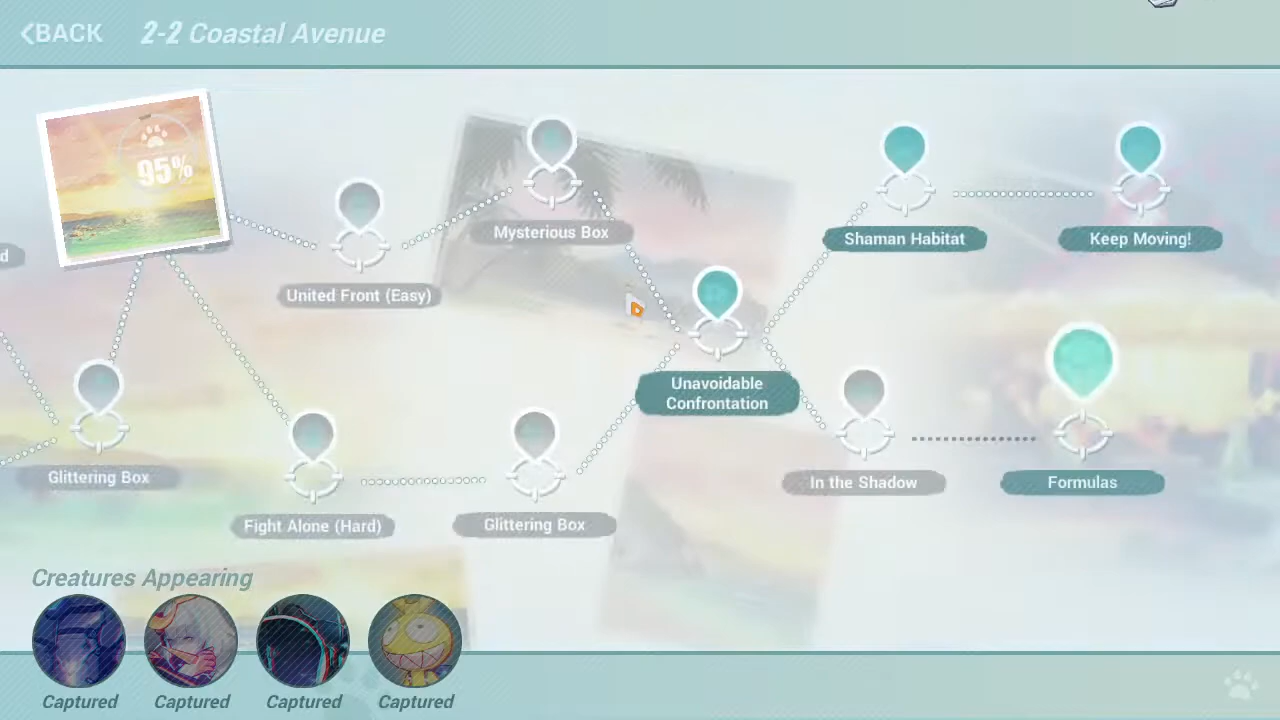 BACK
2-2 Coastal Avenue
95%
Mysterious Box
d
Shaman Habitat
Keep Moving!
United Front (Easy)
Unavoidable
Confrontation
Glittering Box
In the Shadow
Formulas
Fight Alone (Hard)
Glittering Box
Creatures Appearing
Captured
Captured
Captured
Captured